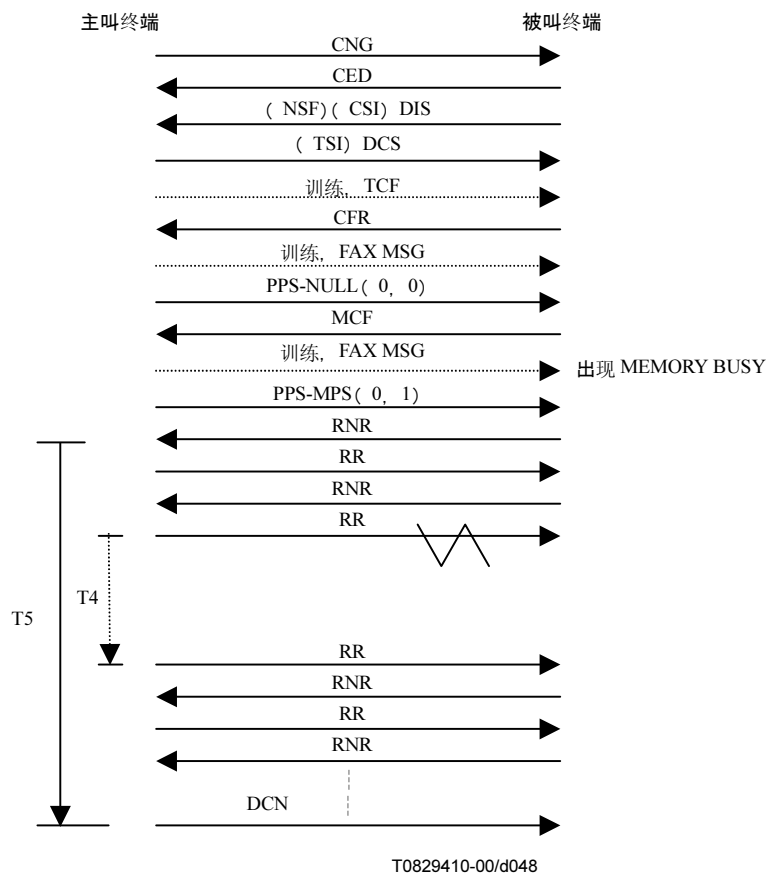 主叫终端 被叫终端
CNG
CED
( NSF)( CSI) DIS
( TSI) DCS
训练, TCF
CFR
训练, FAX MSG
PPS-NULL( 0, 0)
MCF
训练, FAX MSG
出现 MEMORY BUSY
PPS-MPS( 0, 1)
RNR
RR
RNR
RR
T4
T5
RR
RNR
RR
RNR
DCN
T0829410-00/d048